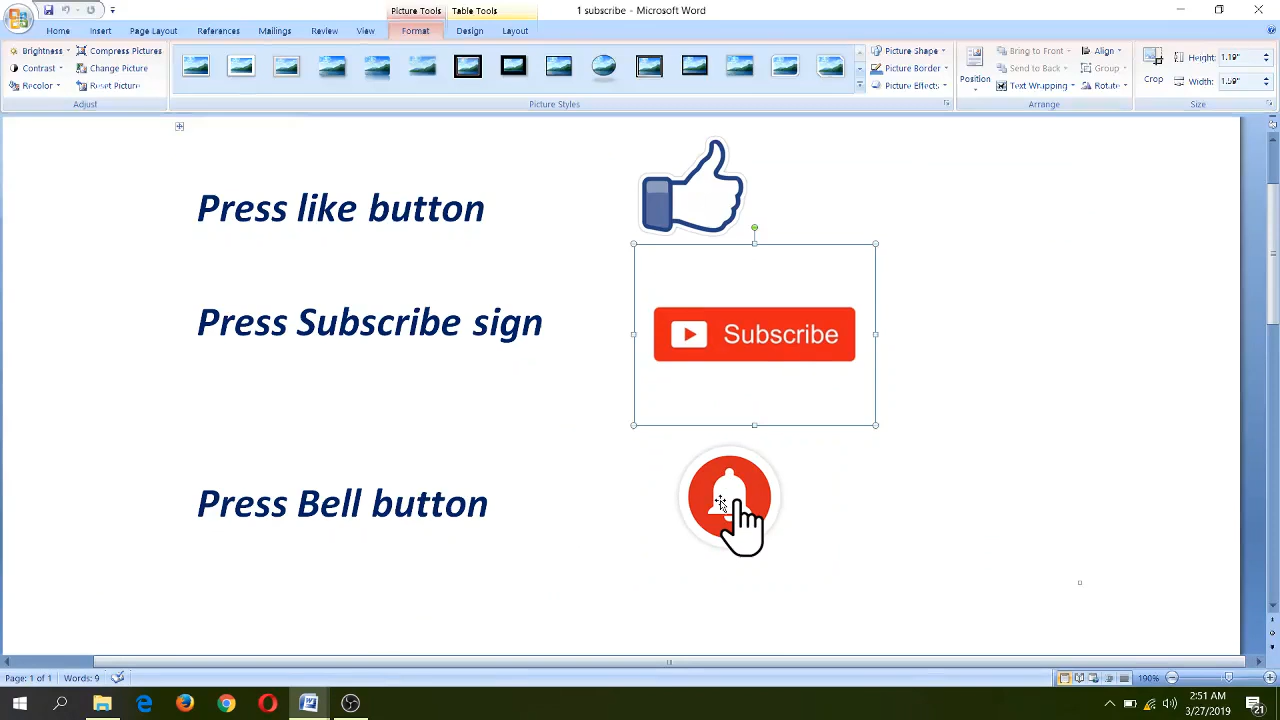 1 subscribe - Microsoft Word
Picture Tools
Table Tools
Home
Insert
Page Layout
References
Mailings
Review
View
Format
Design
Layout
Brightness
Compress Pictures
Contrast
Change Picture
Recolor
Reset Picture
Picture Shape
Picture Border
Picture Effects
Position
Bring to Front
Send to Back
Text Wrapping
Align
Group
Rotate
Crop
Height: 1.19"
Width: 1.59"
Adjust
Picture Styles
Arrange
Size
Press like button
Press Subscribe sign
Subscribe
Press Bell button
Page: 1 of 1
Words: 9
190%
2:51 AM
3/27/2019
21